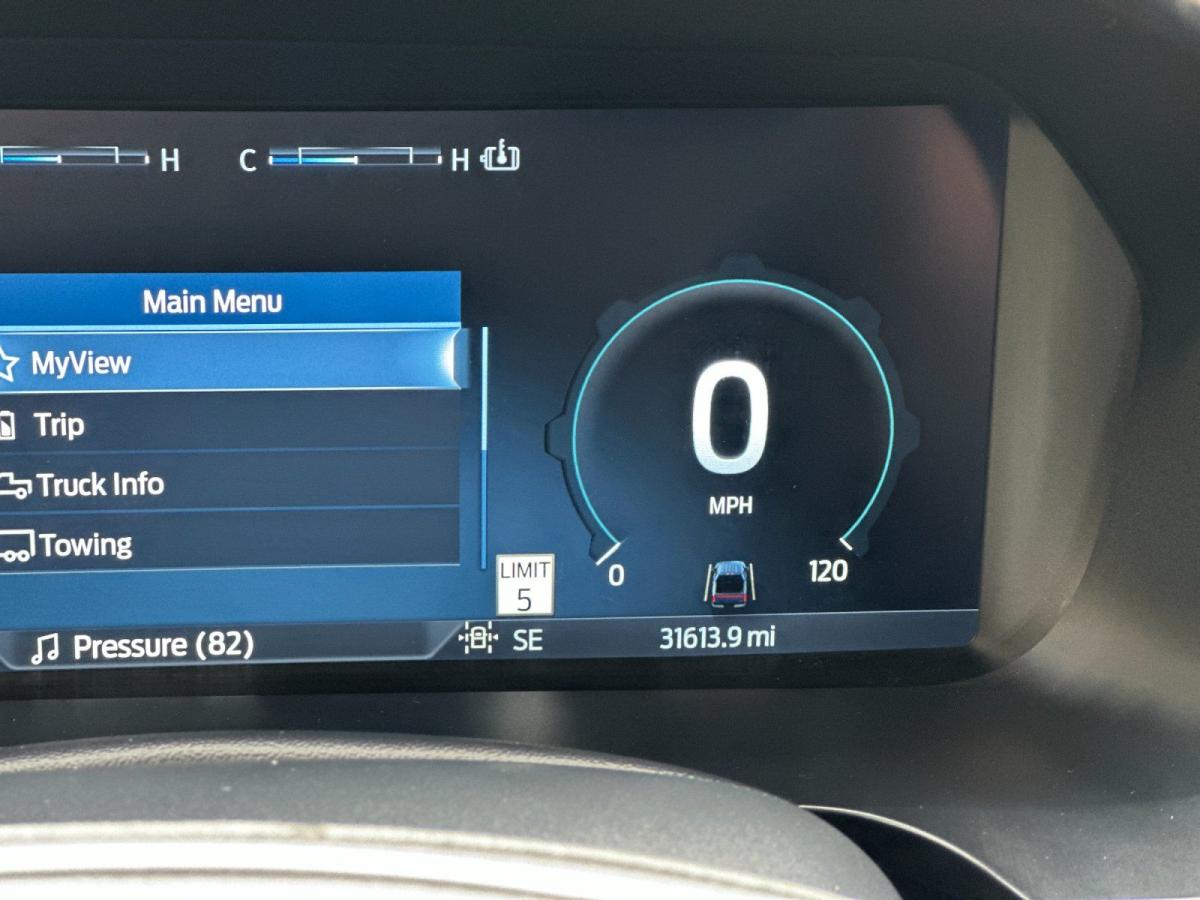 H C H
Main Menu
MyView
Trip
Truck Info
Towing
0
MPH
0 120
LIMIT
5
Pressure (82) SE 31613.9 mi